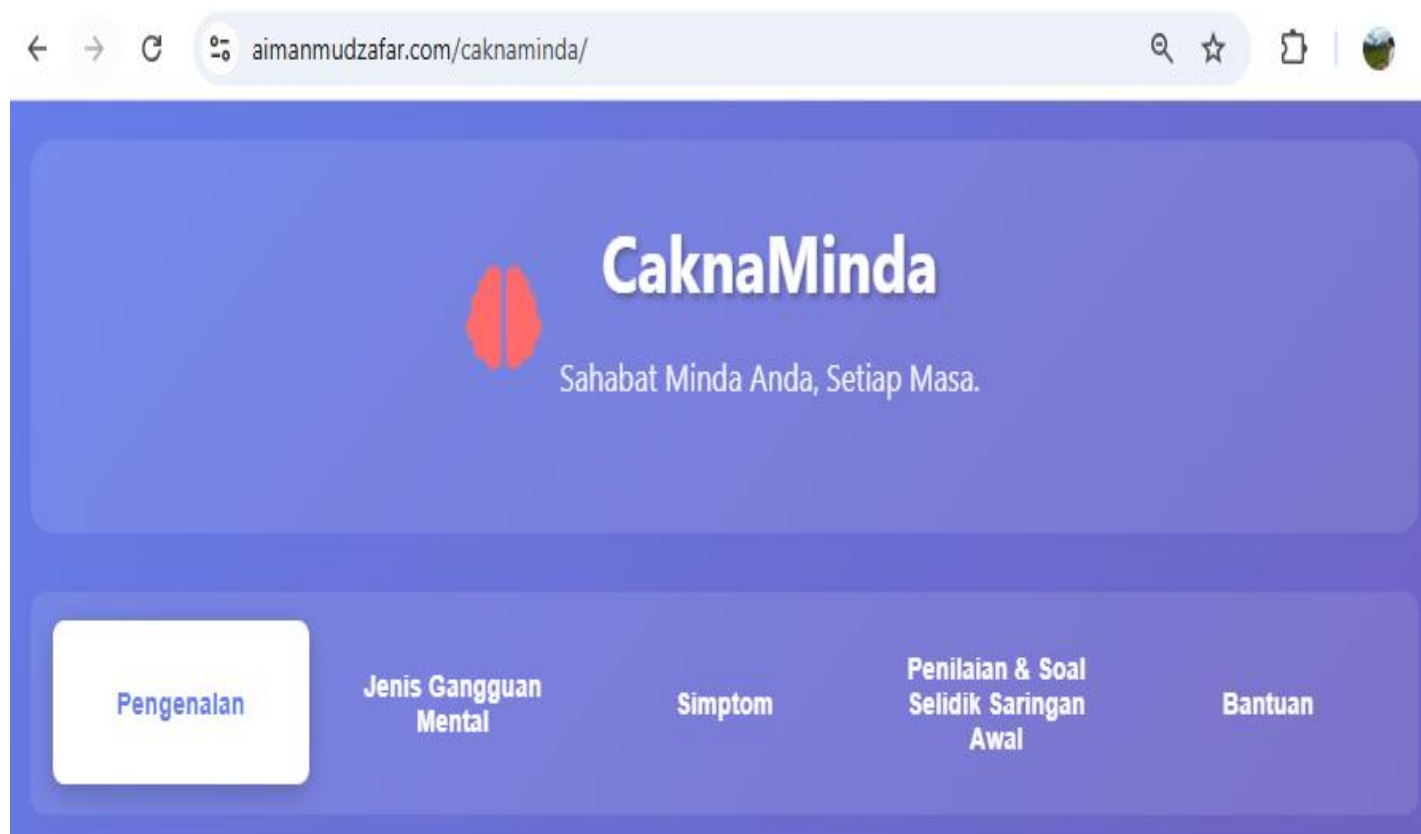 aimanmudzafar.com/caknaminda/
CaknaMinda
Sahabat Minda Anda, Setiap Masa.
Pengenalan
Jenis Gangguan
Mental
Simptom
Penilaian & Soal
Selidik Saringan
Awal
Bantuan